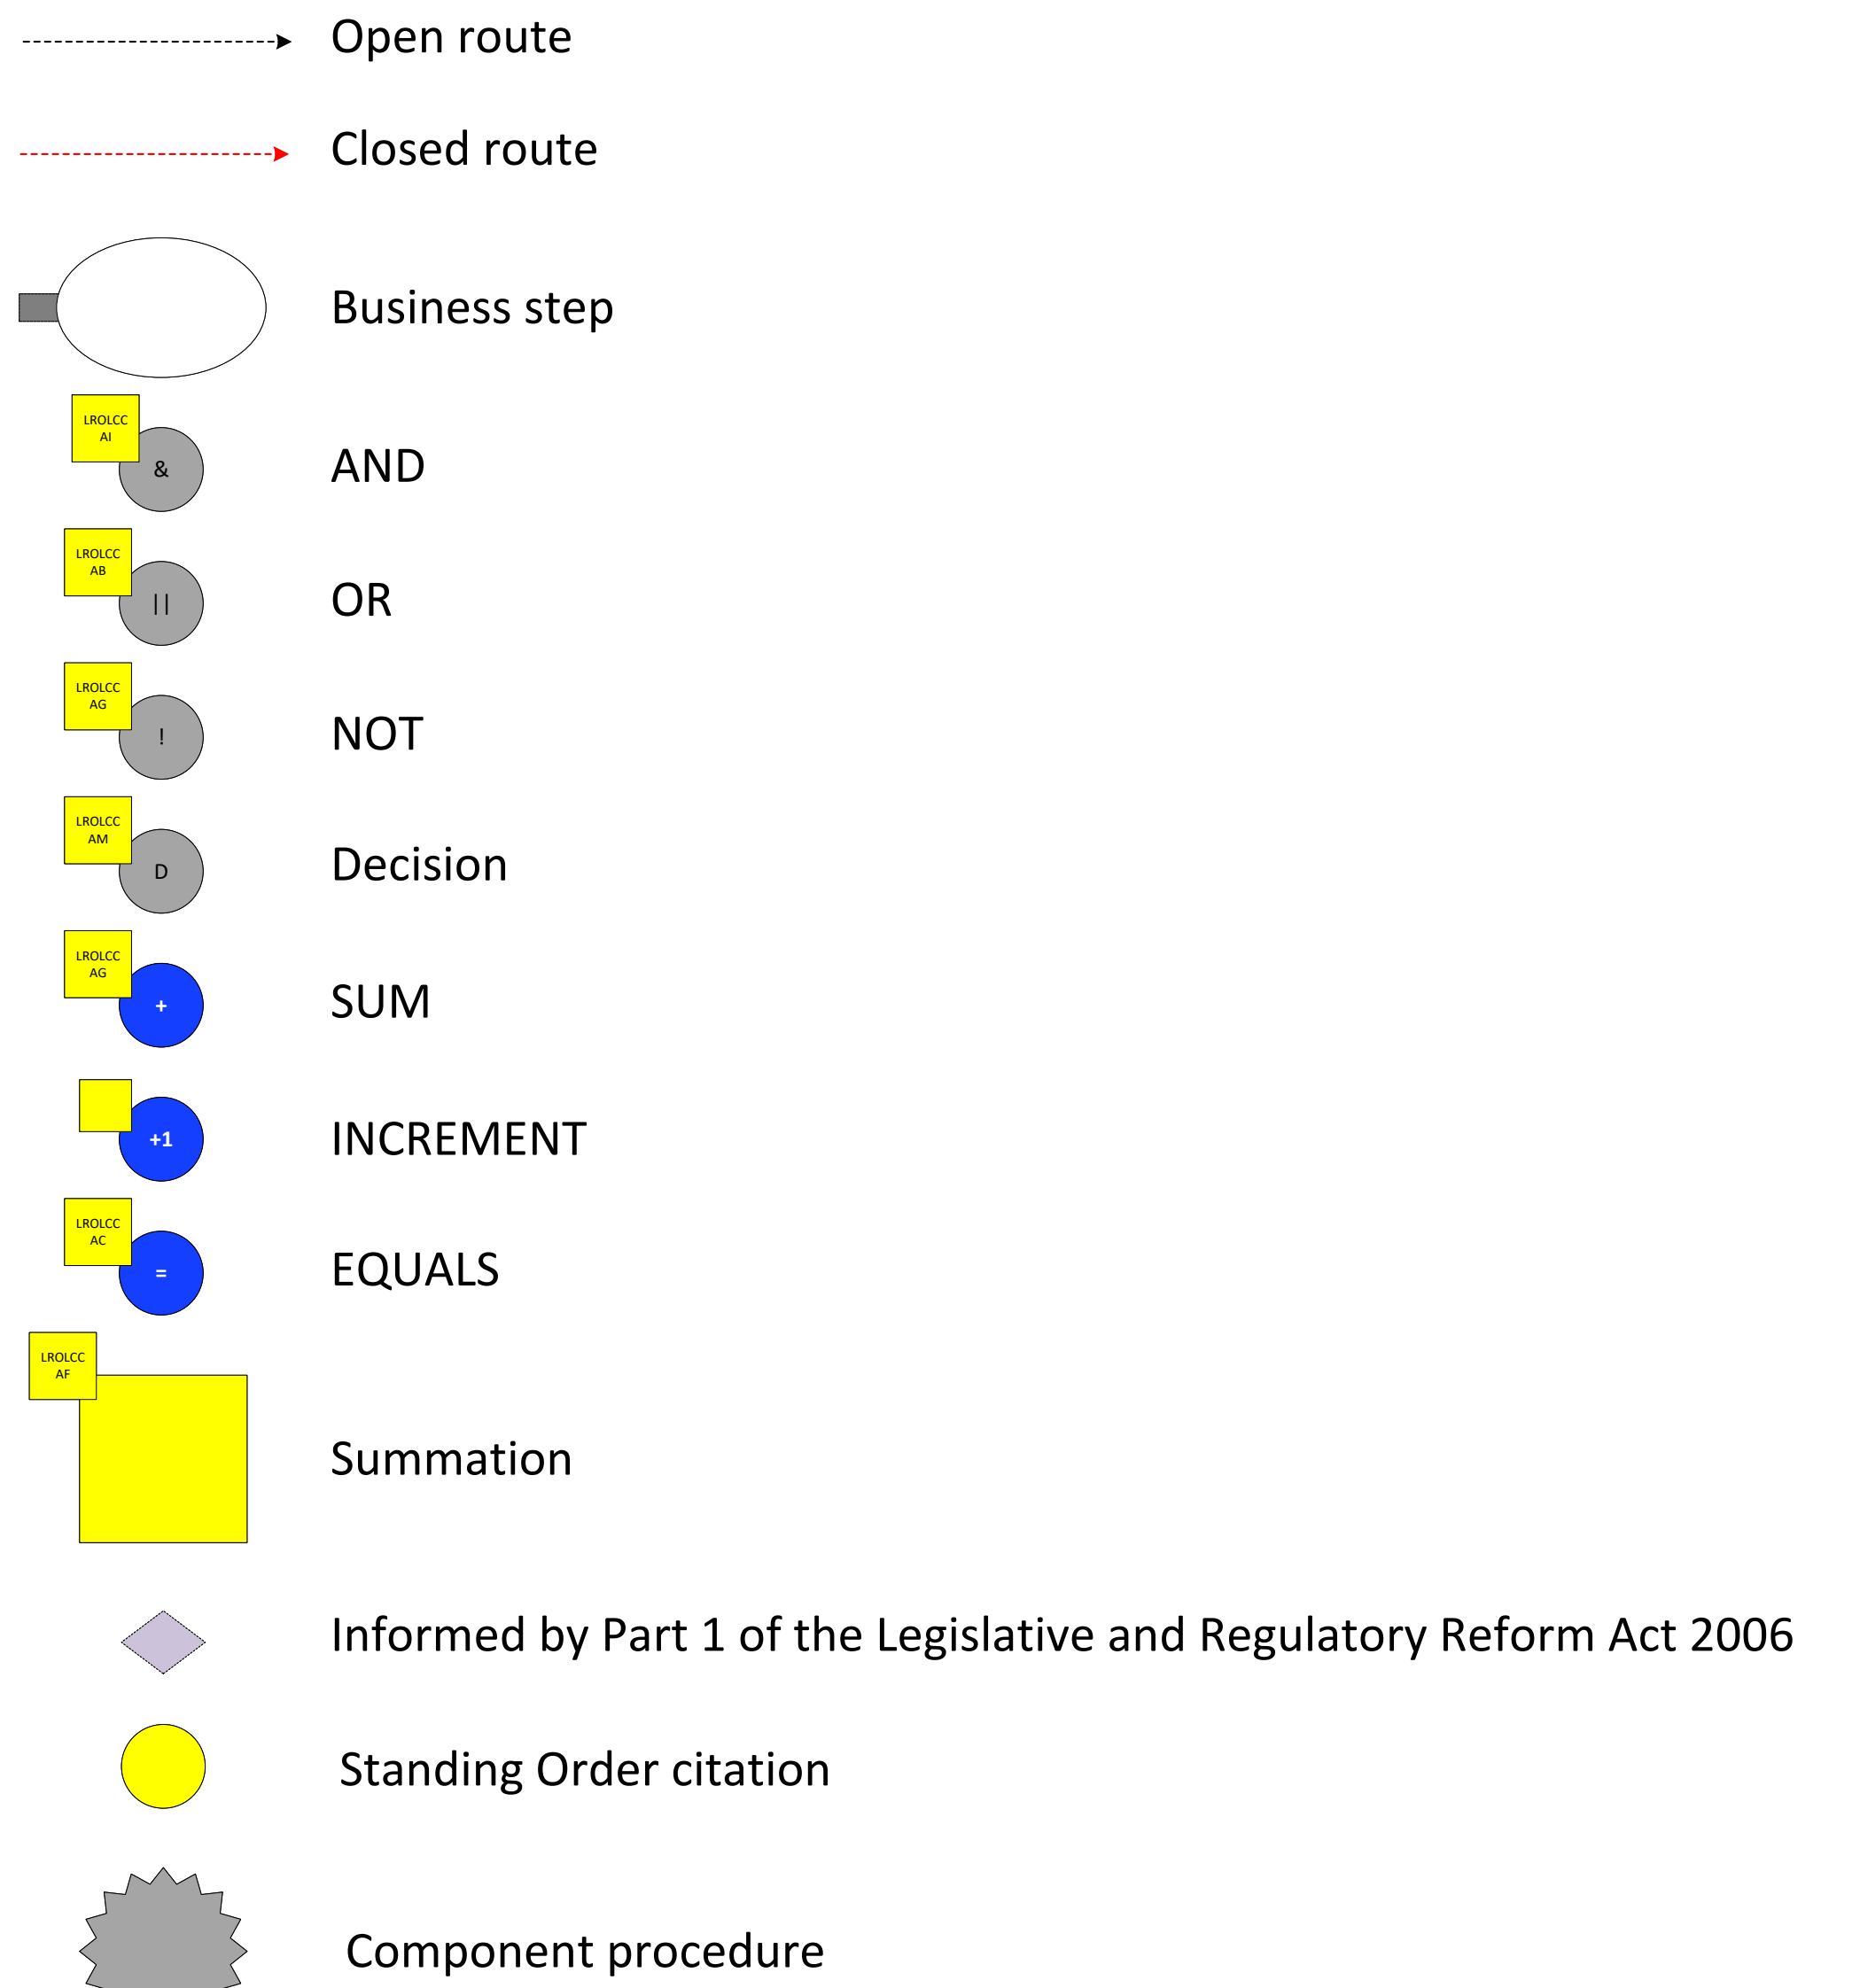 Open route
Closed route
Business step
LROLCC
AI
&
AND
LROLCC
AB
||
OR
LROLCC
AG
!
NOT
LROLCC
AM
D
Decision
LROLCC
AG
+
SUM
+1
INCREMENT
LROLCC
AC
=
EQUALS
LROLCC
AF
Summation
Informed by Part 1 of the Legislative and Regulatory Reform Act 2006
Standing Order citation
Component procedure